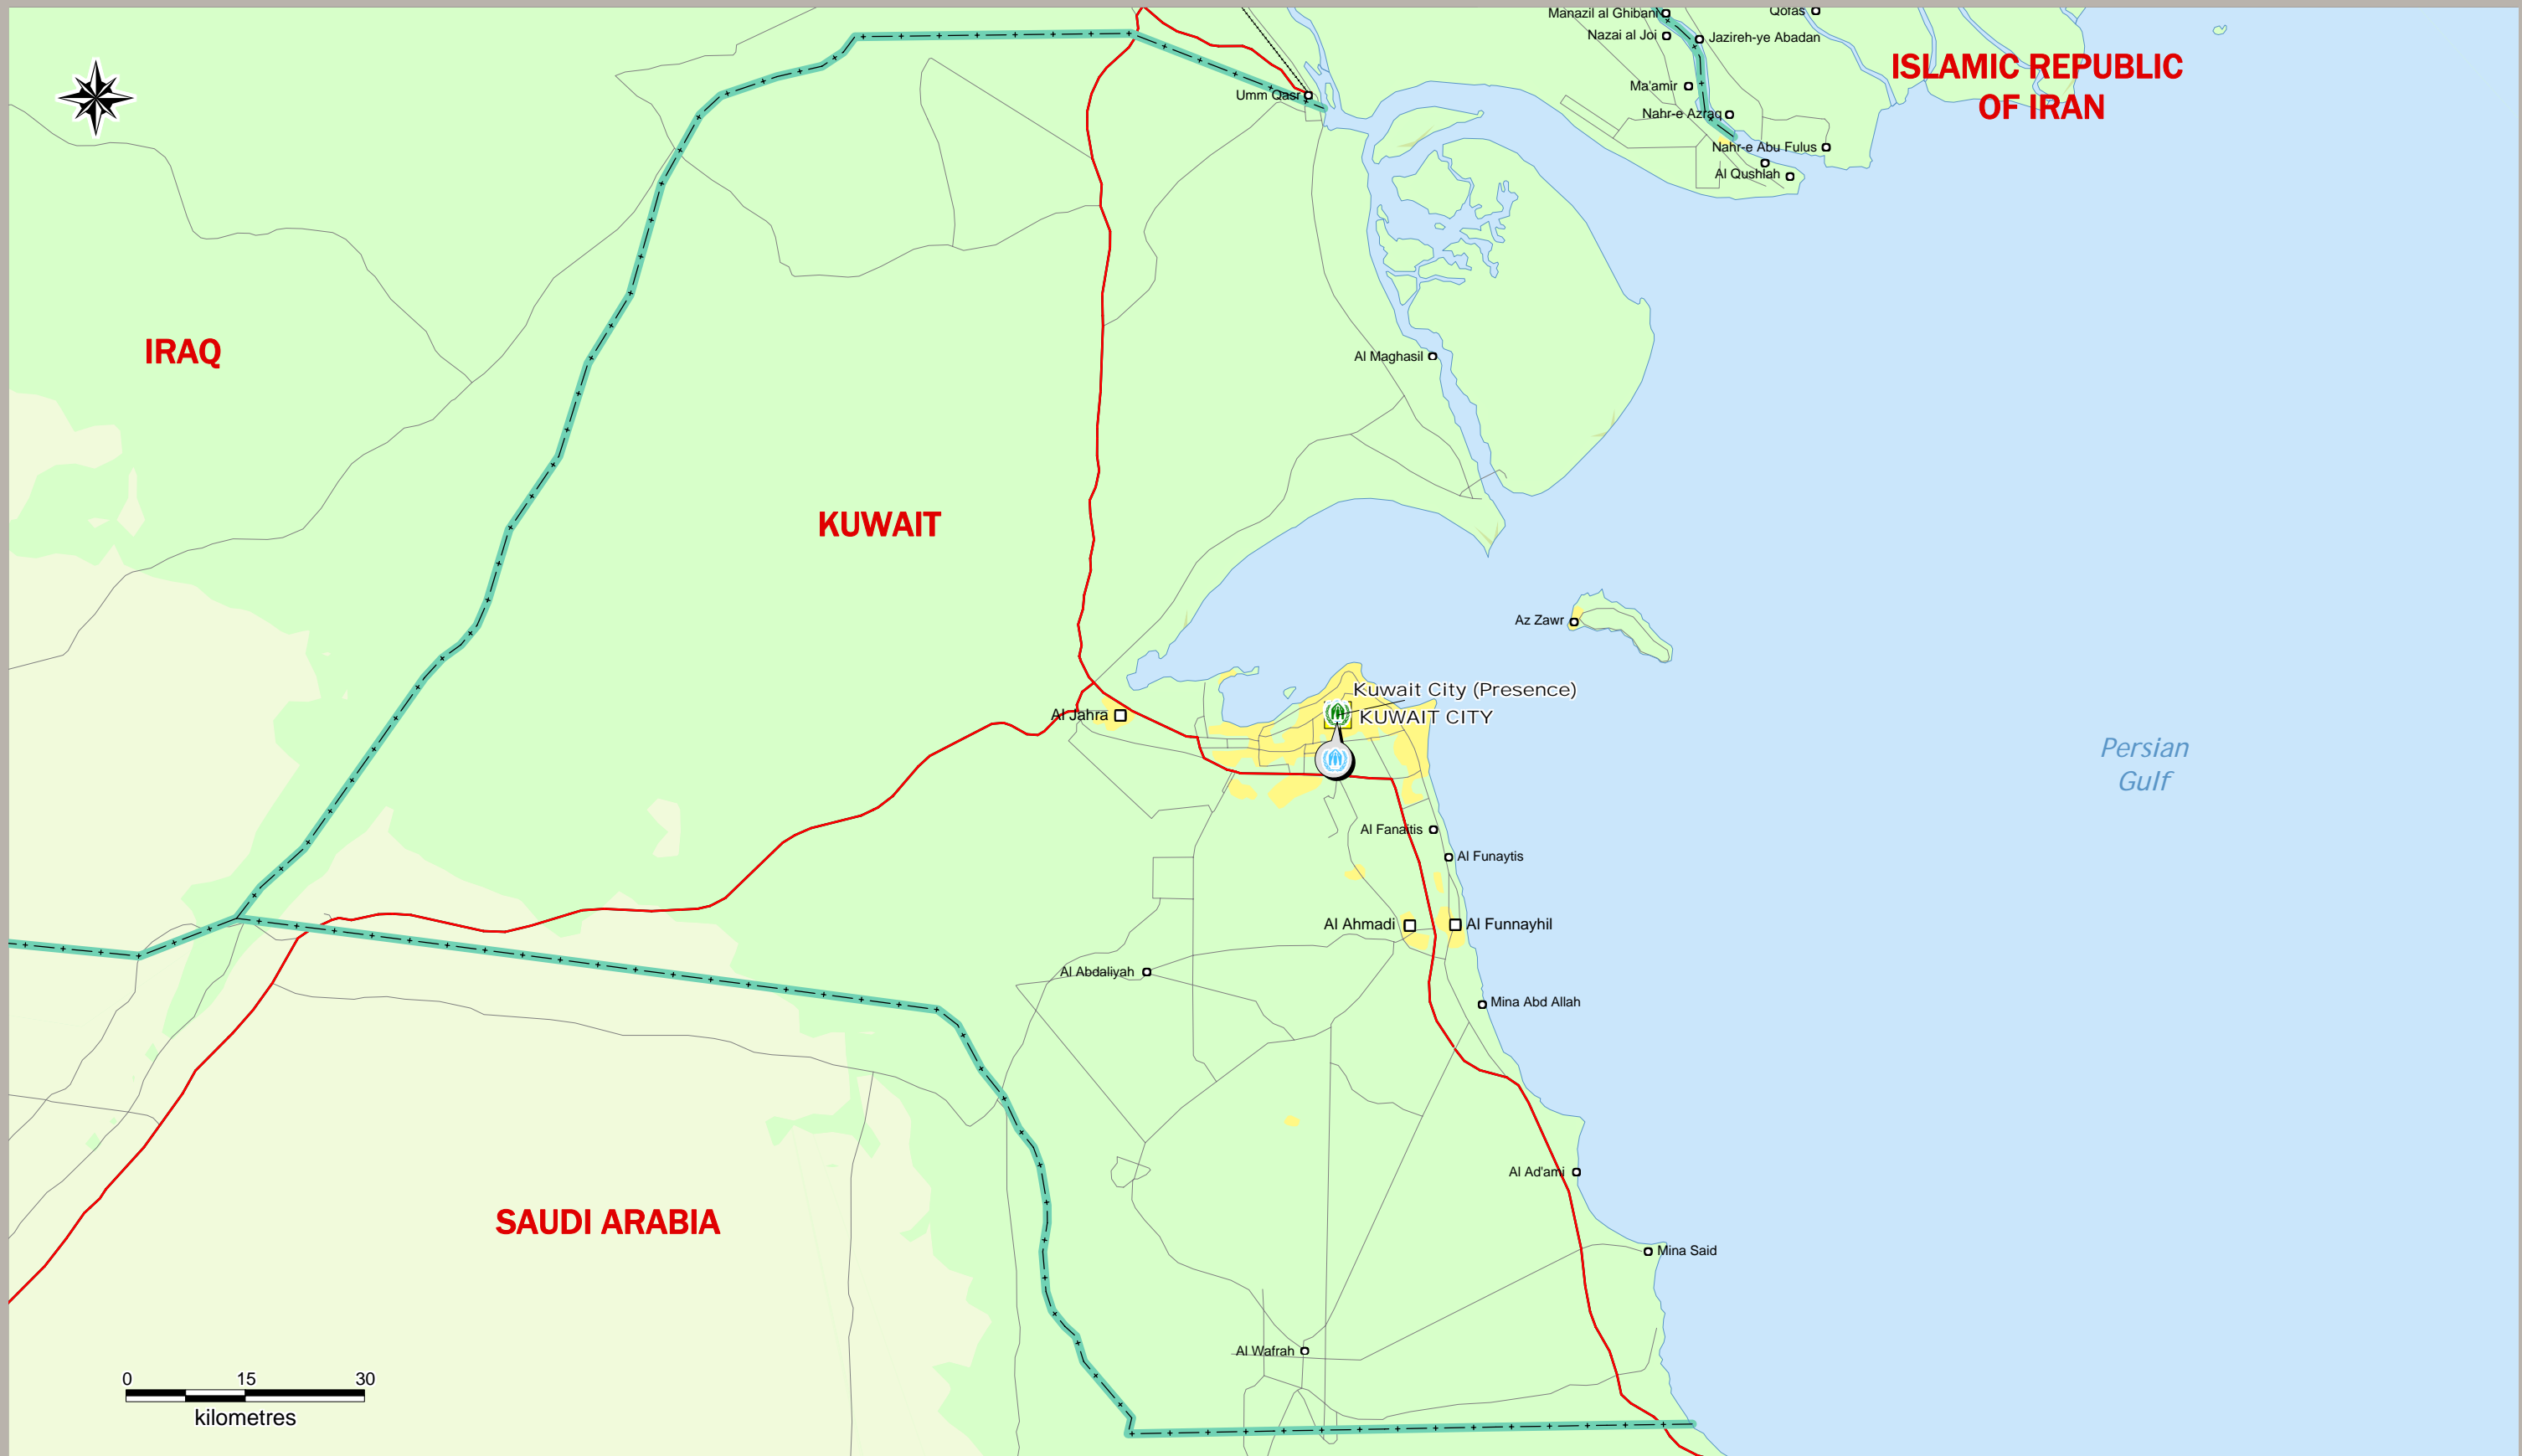 Manazil al Ghibani
Qofas
Nazai al Joi
Jazireh-ye Abadan
ISLAMIC REPUBLIC
OF IRAN
Ma'amir
Umm Qasr
Nahr-e Azraq
Nahr-e Abu Fulus
Al Qushlah
IRAQ
Al Maghasil
KUWAIT
Az Zawr
Kuwait City (Presence)
KUWAIT CITY
Al Jahra
Persian
Gulf
Al Fanaitis
Al Funaytis
Al Ahmadi
Al Funnayhil
Al Abdaliyah
Mina Abd Allah
Al Ad'ami
SAUDI ARABIA
Mina Said
Al Wafrah
0 15 30
kilometres